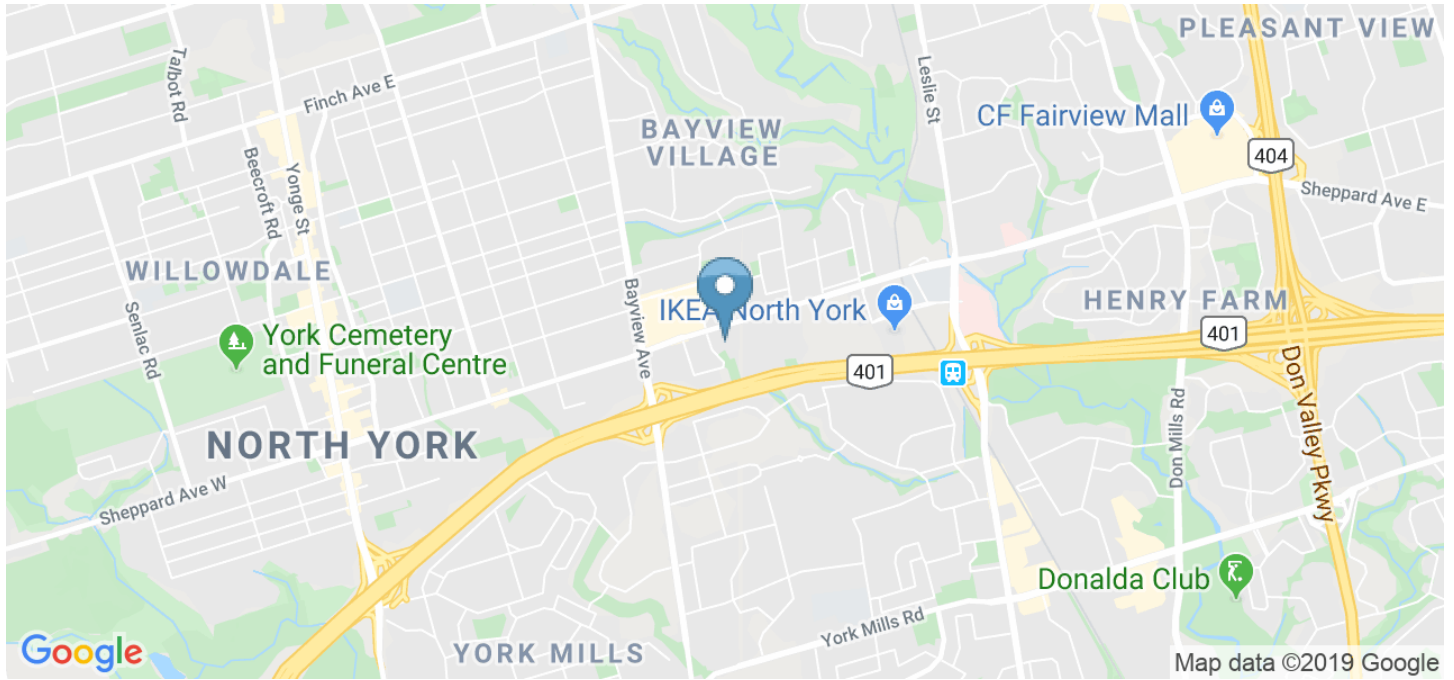 PLEASANT VIEW
Talbot Rd
Finch Ave E
Leslie St
CF Fairview Mall
BAYVIEW
VILLAGE
404
Beecroft Rd
Yonge St
Sheppard Ave E
WILLOWDALE
Bayview Ave
IKEA North York
HENRY FARM
Senlac Rd
York Cemetery
and Funeral Centre
401
401
Don Valley Pkwy
Don Mills Rd
NORTH YORK
Sheppard Ave W
Donalda Club
York Mills Rd
YORK MILLS
Google
Map data ©2019 Google